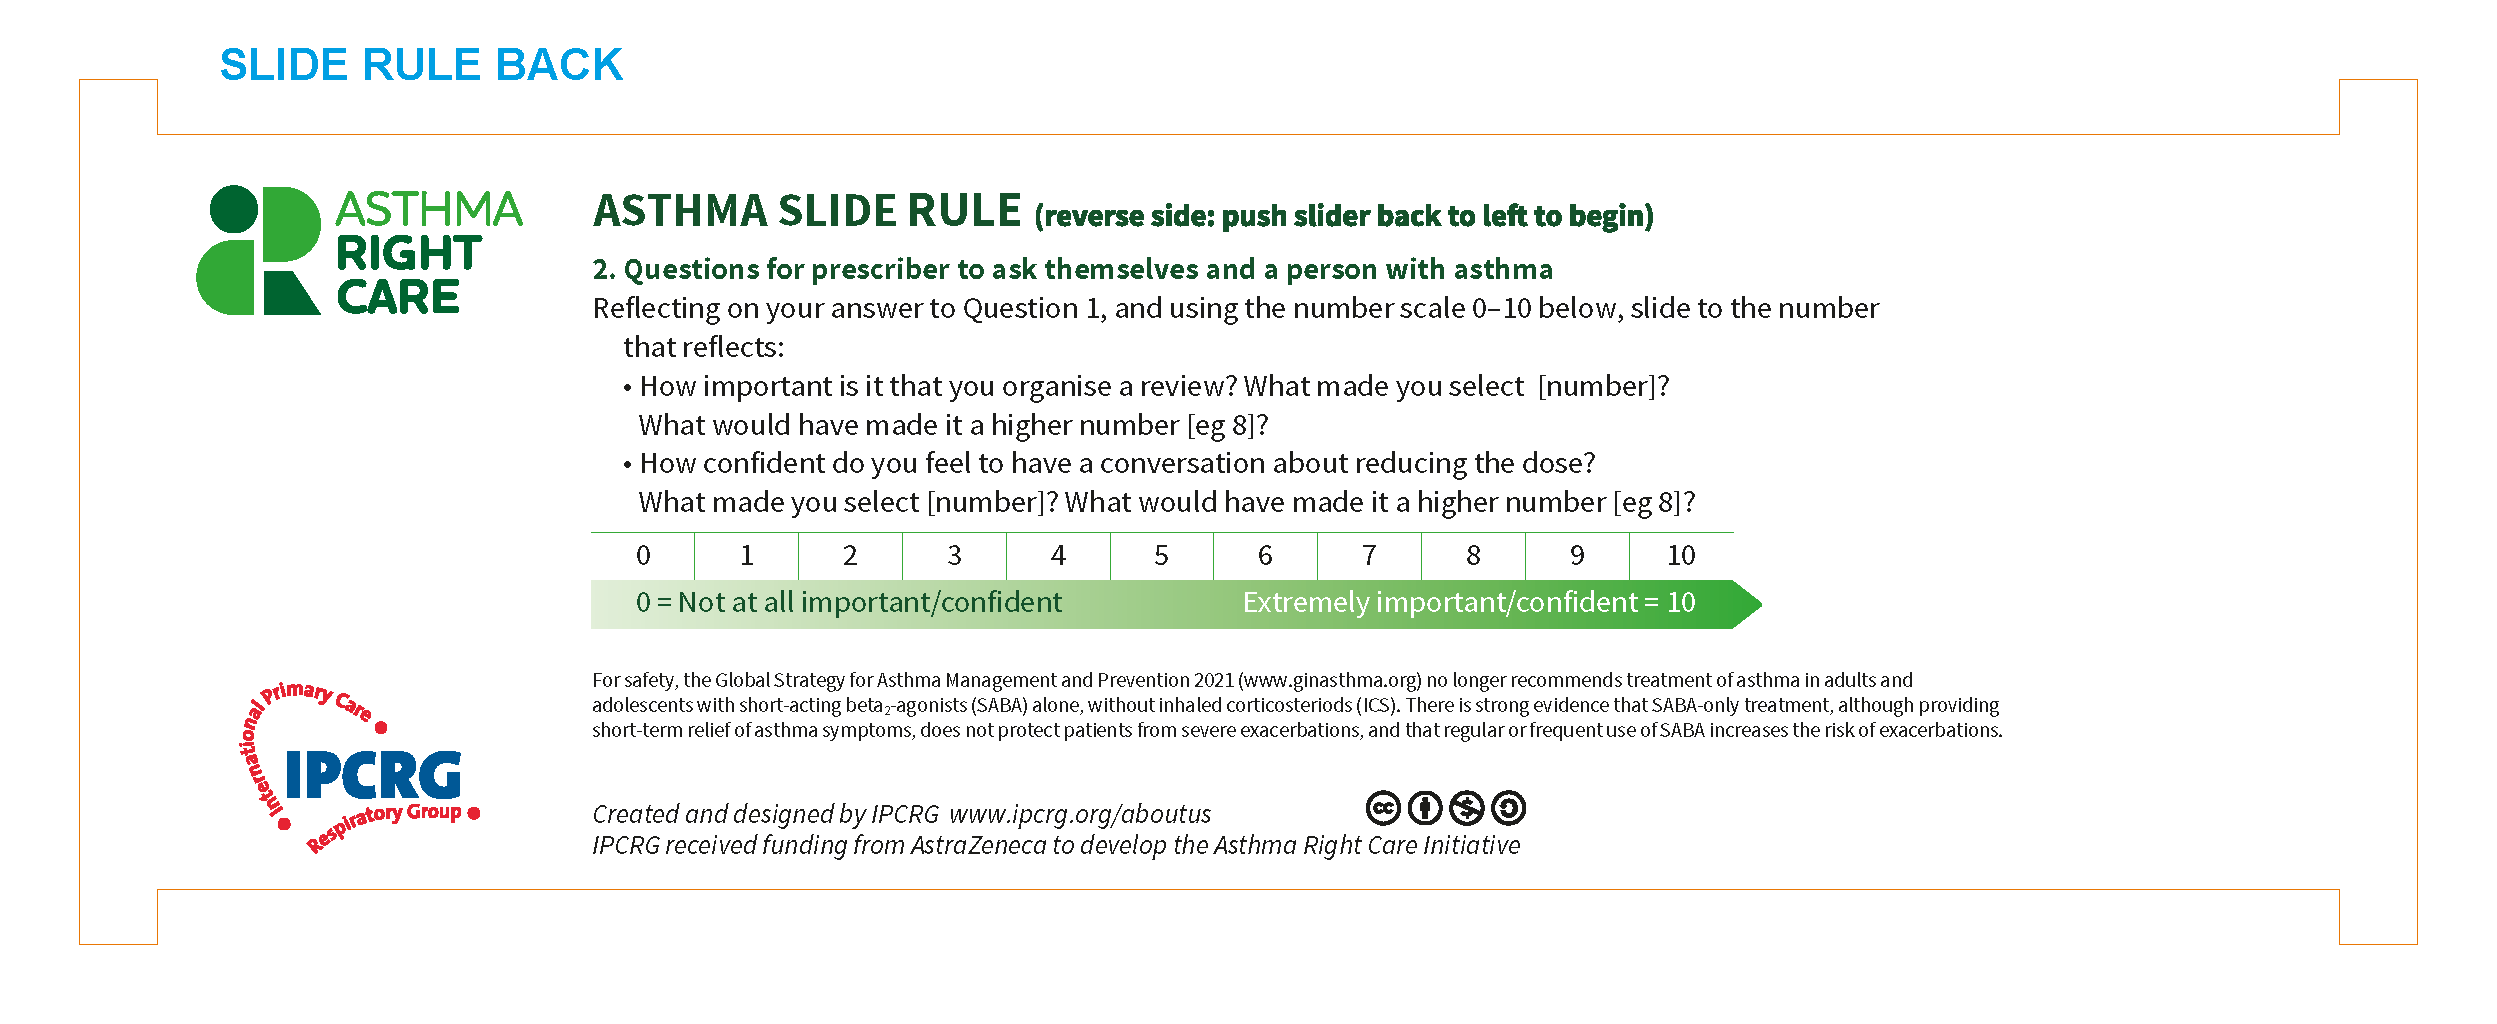 SLIDE RULE BACK
ASTHMA
RIGHT
CARE
ASTHMA SLIDE RULE (reverse side: push slider back to left to begin)
2. Questions for prescriber to ask themselves and a person with asthma
Reflecting on your answer to Question 1, and using the number scale 0–10 below, slide to the number
that reflects:
• How important is it that you organise a review? What made you select [number]?
What would have made it a higher number [eg 8]?
• How confident do you feel to have a conversation about reducing the dose?
What made you select [number]? What would have made it a higher number [eg 8]?
0 1 2 3 4 5 6 7 8 9 10
0 = Not at all important/confident Extremely important/confident = 10
For safety, the Global Strategy for Asthma Management and Prevention 2021 (www.ginasthma.org) no longer recommends treatment of asthma in adults and
adolescents with short-acting beta₂-agonists (SABA) alone, without inhaled corticosteriods (ICS). There is strong evidence that SABA-only treatment, although providing
short-term relief of asthma symptoms, does not protect patients from severe exacerbations, and that regular or frequent use of SABA increases the risk of exacerbations.
International Primary Care
IPCRG
Respiratory Group
Created and designed by IPCRG www.ipcrg.org/aboutus
cc
IPCRG received funding from AstraZeneca to develop the Asthma Right Care Initiative